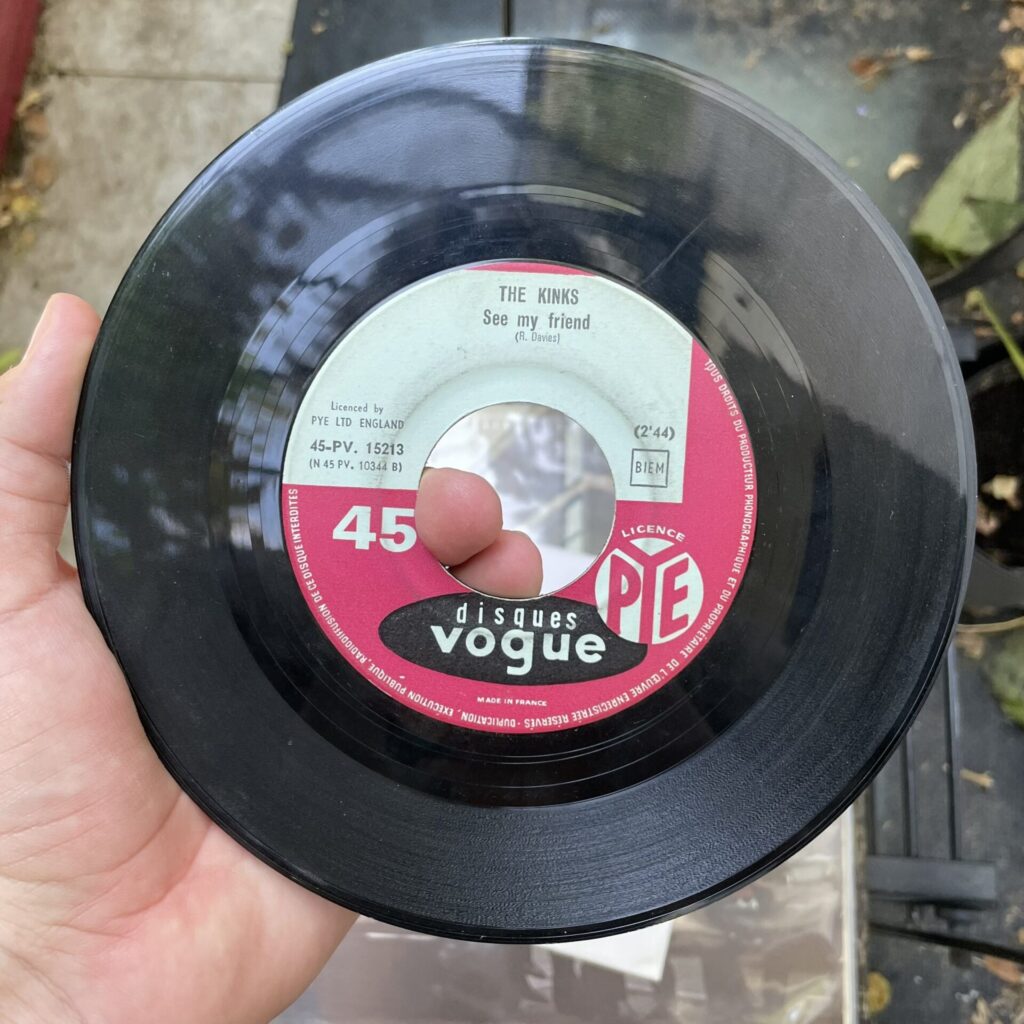 THE KINKS
See my friend
(R. Davies)
Licenced by
PYE LTD ENGLAND
45-PV. 15213
(N 45 PV. 10344 B)
(2'44)
BIEM
45
LICENCE
PYE
disques
vogue
MADE IN FRANCE
TOUS DROITS DU PRODUCTEUR PHONOGRAPHIQUE ET DU PROPRIÉTAIRE DE L'ŒUVRE ENREGISTRÉE RÉSERVÉS - DUPLICATION, EXÉCUTION PUBLIQUE, RADIODIFFUSION DE CE DISQUE INTERDITES